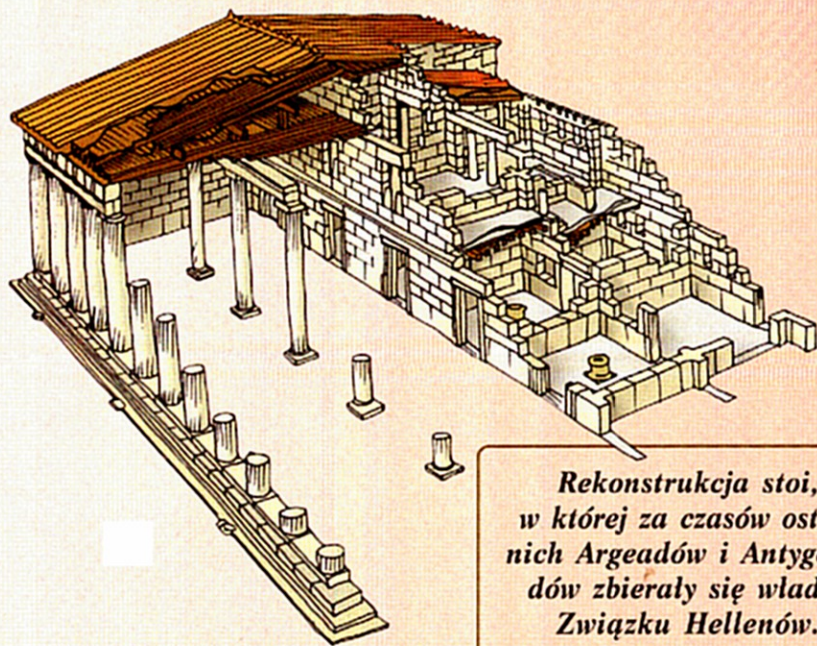 Rekonstrukcja stoi,
w której za czasów ost
nich Argeadów i Antyg
dów zbierały się wład
Związku Hellenów.